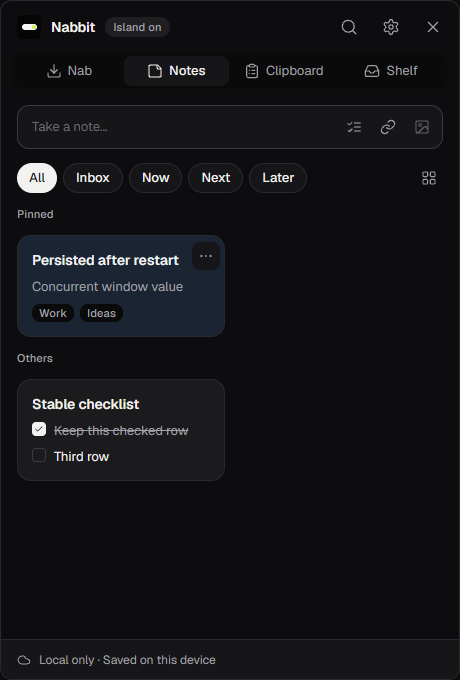 Nabbit
Island on
Nab
Notes
Clipboard
Shelf
Take a note...
All
Inbox
Now
Next
Later
Pinned
Persisted after restart
Concurrent window value
Work
Ideas
Others
Stable checklist
Keep this checked row
Third row
Local only · Saved on this device